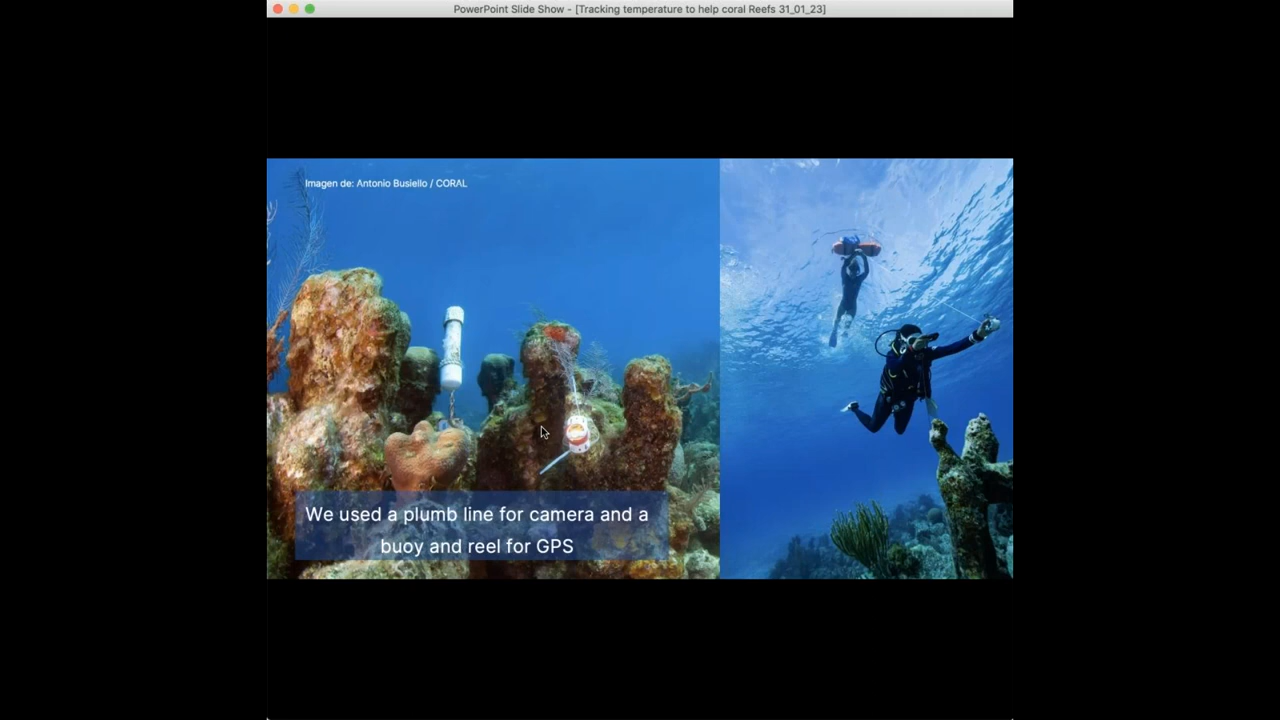 PowerPoint Slide Show - [Tracking temperature to help coral Reefs 31_01_23]
Imagen de: Antonio Busiello / CORAL
We used a plumb line for camera and a
buoy and reel for GPS